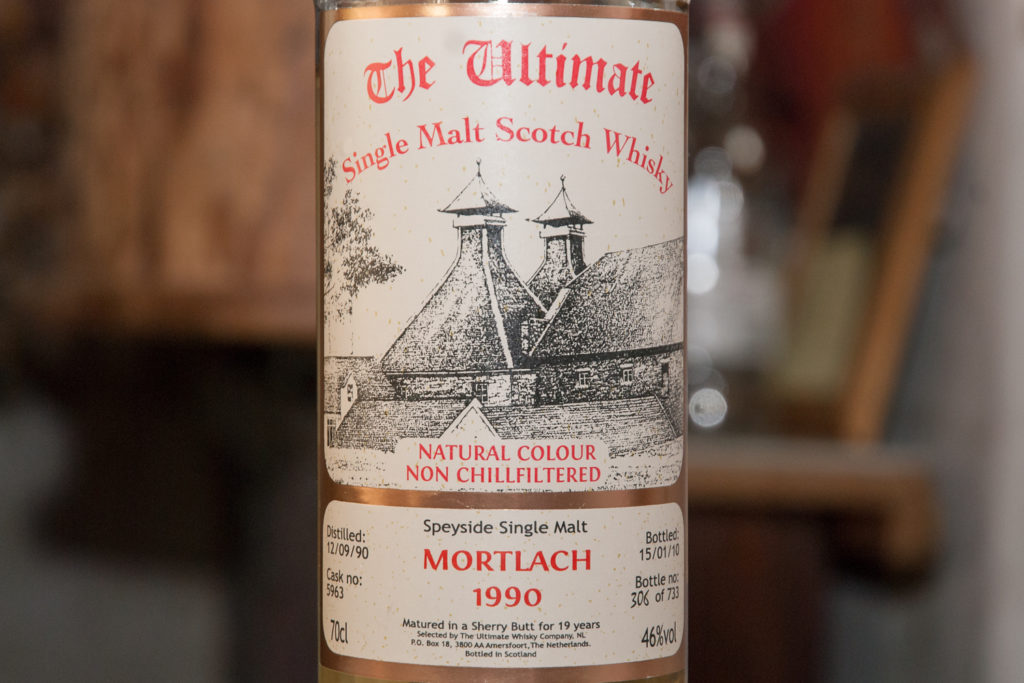 The Ultimate
Single Malt Scotch Whisky
NATURAL COLOUR
NON CHILLFILTERED
Distilled:
12/09/90
Cask no:
5963
70cl
Speyside Single Malt
MORTLACH
1990
Matured in a Sherry Butt for 19 years
Selected by The Ultimate Whisky Company, NL
P.O. Box 18, 3800 AA Amersfoort, The Netherlands.
Bottled in Scotland
Bottled:
15/01/10
Bottle no:
306 of 733
46%vol